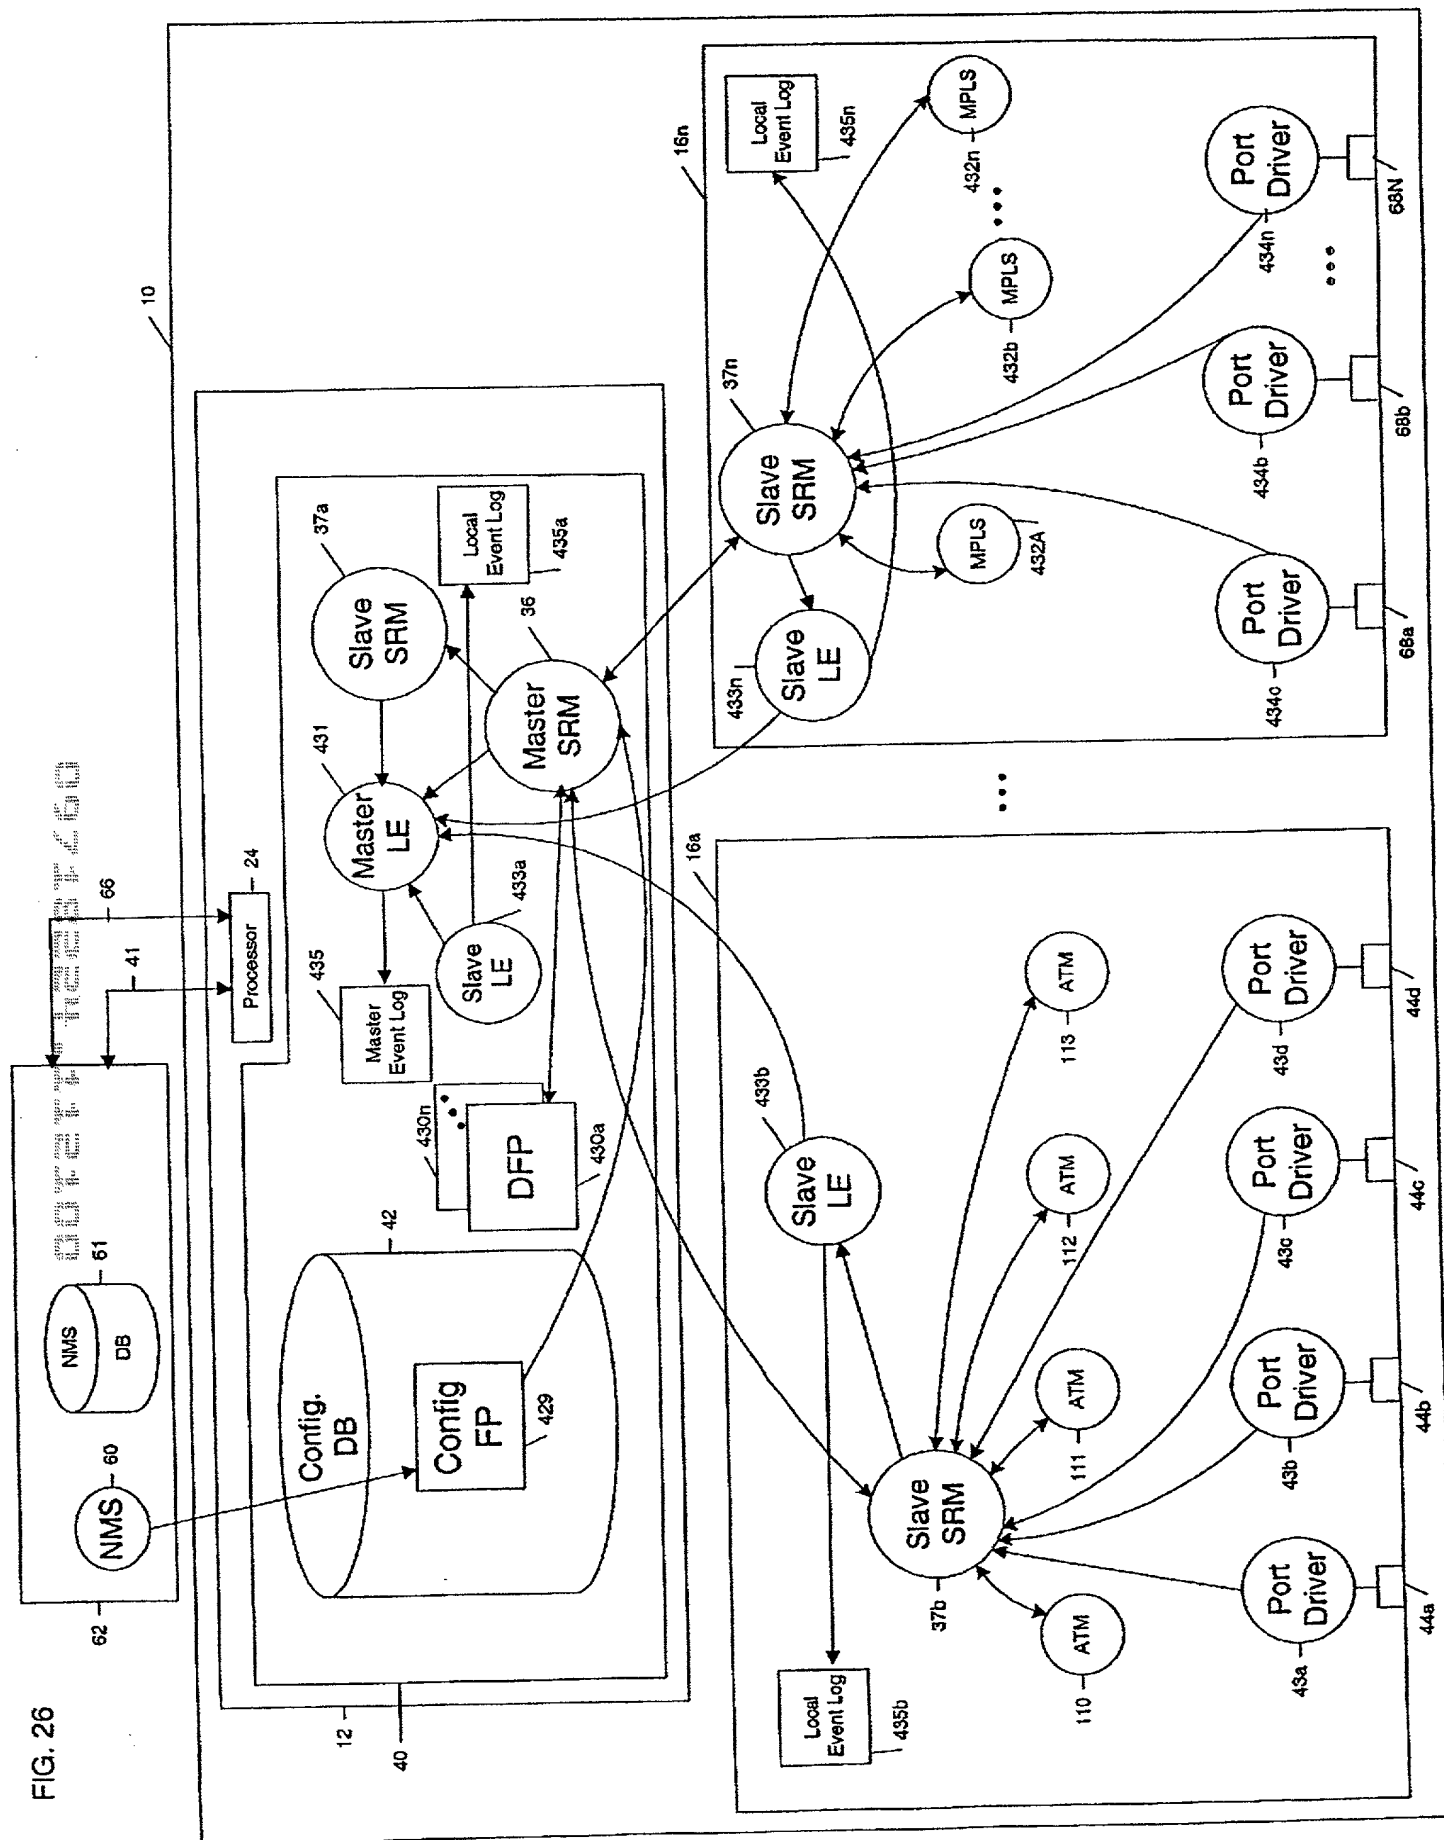 FIG. 26
62
NMS
60
NMS
DB
61
41
66
10
12
40
Processor
24
Config.
DB
42
Config
FP
429
DFP
430a
430n
Master
Event Log
435
Slave
LE
433a
Master
LE
431
Slave
SRM
37a
Master
SRM
36
Local
Event Log
435a
16a
Local
Event Log
435b
Slave
LE
433b
Slave
SRM
37b
ATM
110
ATM
111
ATM
112
ATM
113
Port
Driver
43a
44a
Port
Driver
43b
44b
Port
Driver
43c
44c
Port
Driver
43d
44d
16n
Slave
LE
433n
Slave
SRM
37n
Local
Event Log
435n
MPLS
432A
MPLS
432b
MPLS
432n
Port
Driver
434c
68a
Port
Driver
434b
68b
Port
Driver
434n
68N